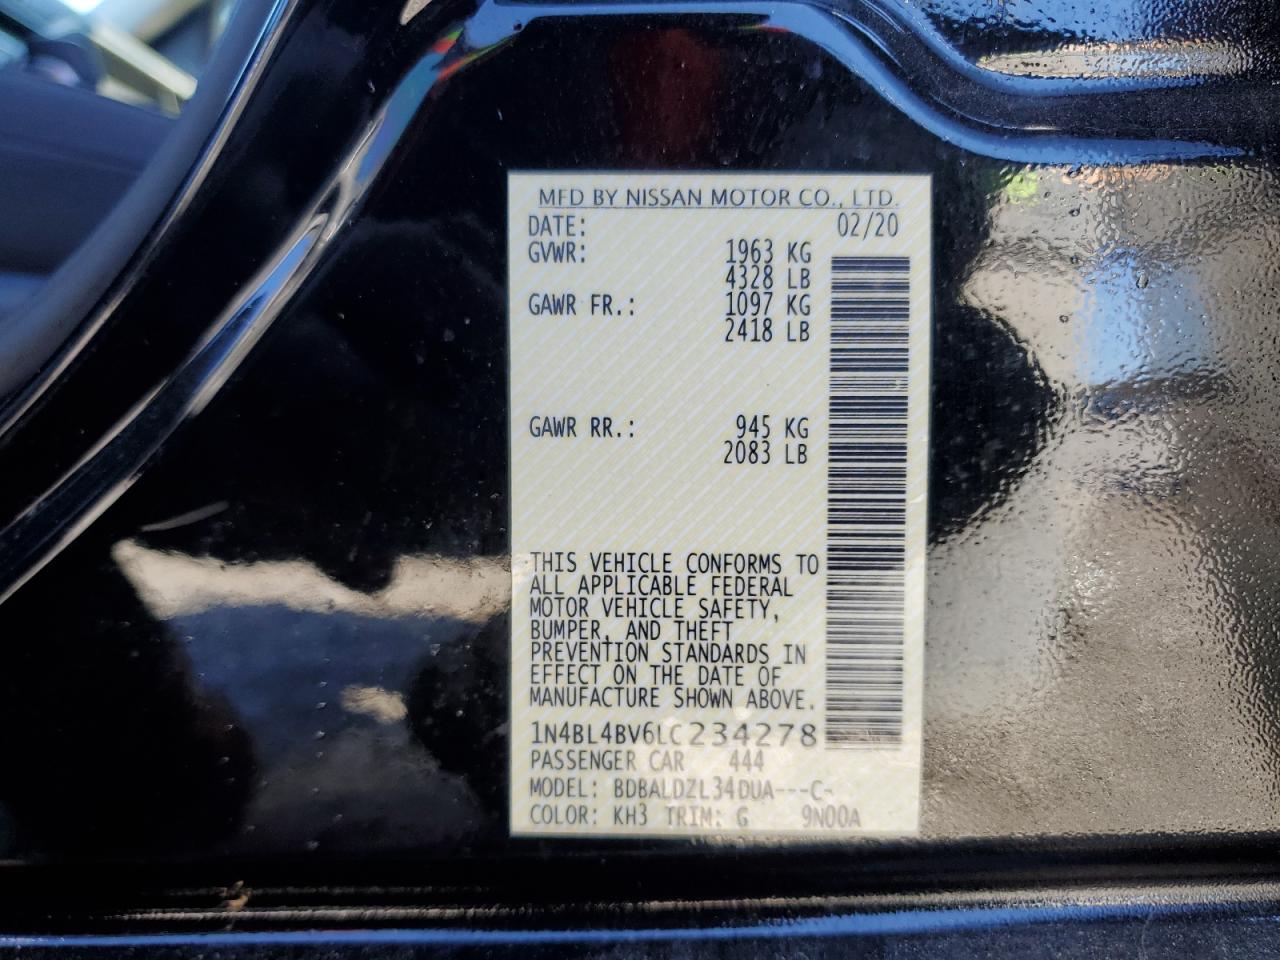 MFD BY NISSAN MOTOR CO., LTD.
DATE: 02/20
GVWR: 1963 KG
4328 LB
GAWR FR.: 1097 KG
2418 LB
GAWR RR.: 945 KG
2083 LB
THIS VEHICLE CONFORMS TO
ALL APPLICABLE FEDERAL
MOTOR VEHICLE SAFETY,
BUMPER, AND THEFT
PREVENTION STANDARDS IN
EFFECT ON THE DATE OF
MANUFACTURE SHOWN ABOVE.
1N4BL4BV6LC234278
PASSENGER CAR 444
MODEL: BDBALDZL34DUA---C-
COLOR: KH3 TRIM: G 9N00A